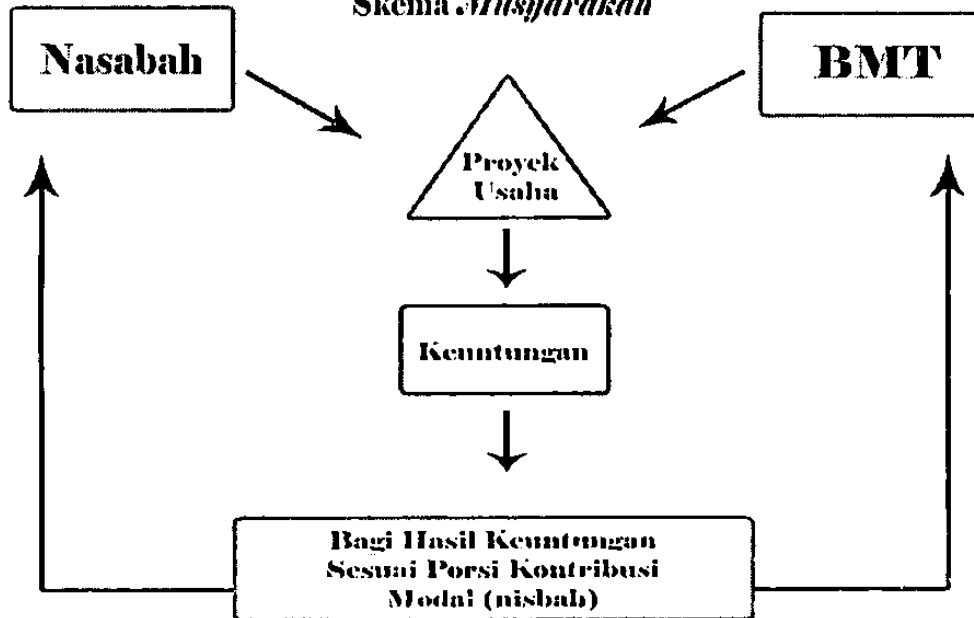 Skema Musyarakah
Nasabah
BMT
Proyek
Usaha
Keuntungan
Bagi Hasil Keuntungan
Sesuai Porsi Kontribusi
Modal (nisbah)